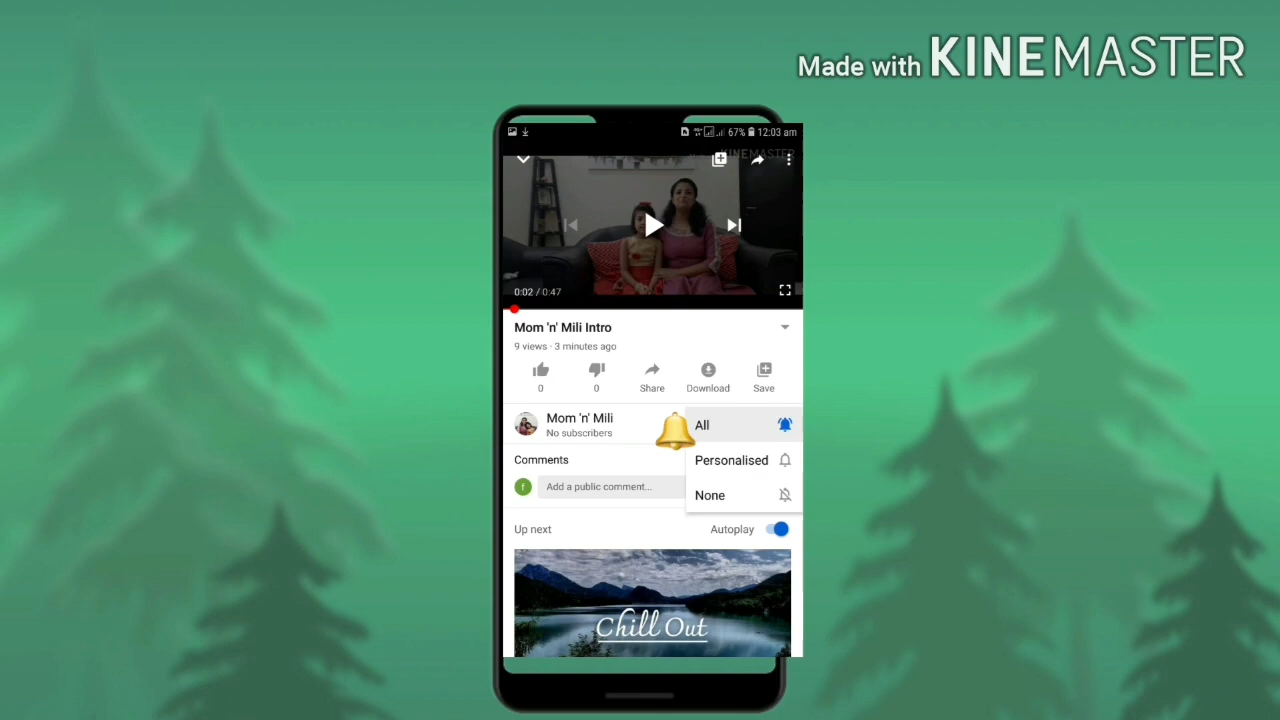 Made with KINEMASTER
67% 12:03 am
KINEMASTER
0:02 / 0:47
Mom 'n' Mili Intro
9 views · 3 minutes ago
0 0 Share Download Save
Mom 'n' Mili
No subscribers
All
Personalised
None
Comments
f
Add a public comment...
Up next
Autoplay
Chill Out